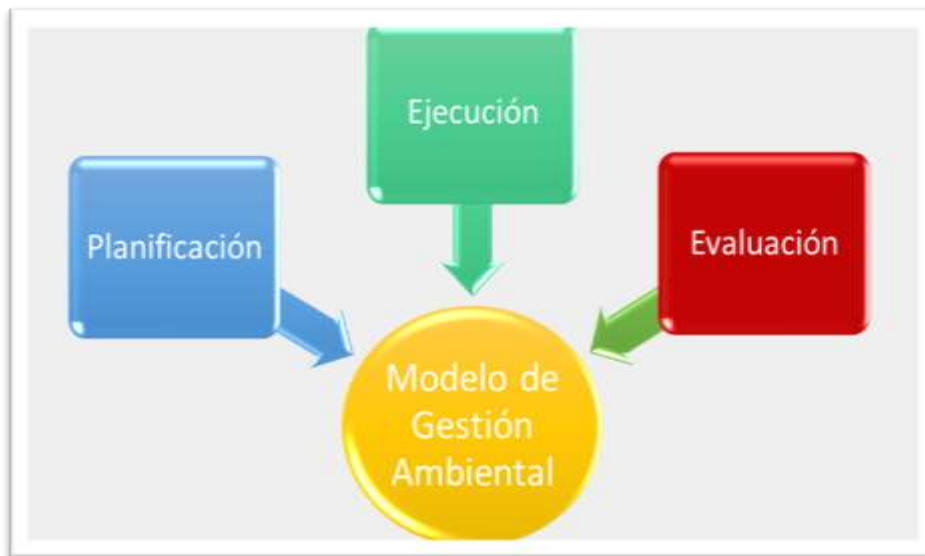 Ejecución
Planificación
Evaluación
Modelo de
Gestión
Ambiental